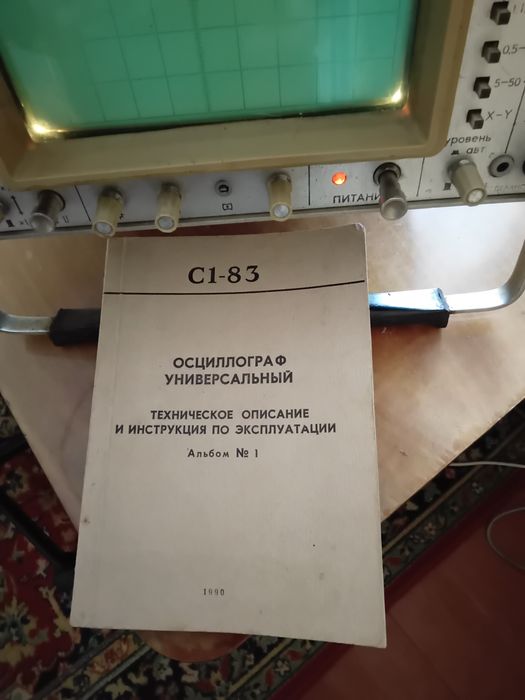 0,5-
5-50
X-Y
уровень
авт
ПИТАНИ
С1-83
ОСЦИЛЛОГРАФ
УНИВЕРСАЛЬНЫЙ
ТЕХНИЧЕСКОЕ ОПИСАНИЕ
И ИНСТРУКЦИЯ ПО ЭКСПЛУАТАЦИИ
Альбом № 1
1990